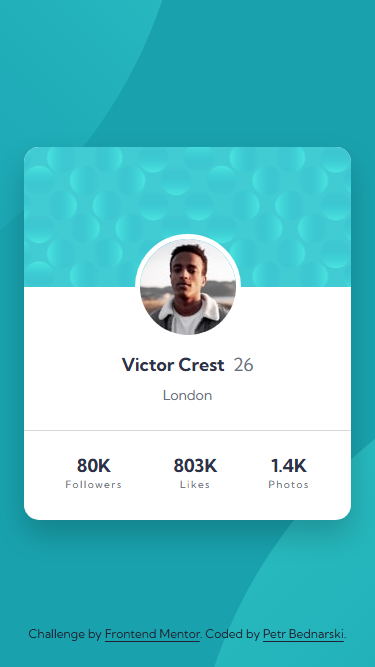 Victor Crest 26
London
80K 803K 1.4K
Followers Likes Photos
Challenge by Frontend Mentor. Coded by Petr Bednarski.